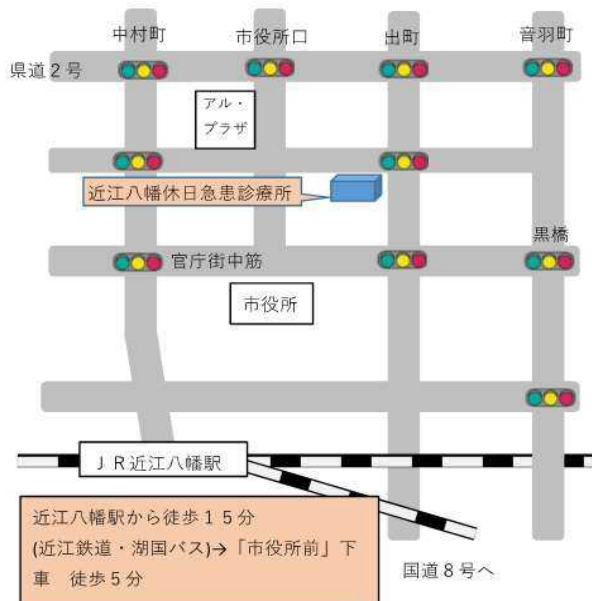 中村町
市役所口
出町
音羽町
県道２号
アル・
プラザ
近江八幡休日急患診療所
黒橋
官庁街中筋
市役所
ＪＲ近江八幡駅
近江八幡駅から徒歩１５分
(近江鉄道・湖国バス)→「市役所前」下
車　徒歩５分
国道８号へ